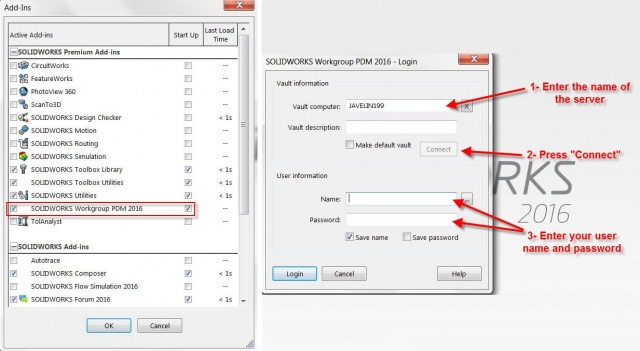 Add-Ins
Active Add-ins Start Up Last Load Time
SOLIDWORKS Premium Add-ins
CircuitWorks --
FeatureWorks --
PhotoView 360 --
ScanTo3D --
SOLIDWORKS Design Checker < 1s
SOLIDWORKS Motion --
SOLIDWORKS Routing --
SOLIDWORKS Simulation --
SOLIDWORKS Toolbox Library < 1s
SOLIDWORKS Toolbox Utilities < 1s
SOLIDWORKS Utilities < 1s
SOLIDWORKS Workgroup PDM 2016 --
TolAnalyst --
SOLIDWORKS Add-ins
Autotrace --
SOLIDWORKS Composer < 1s
SOLIDWORKS Flow Simulation 2016 --
SOLIDWORKS Forum 2016 < 1s
OK Cancel
SOLIDWORKS Workgroup PDM 2016 - Login
Vault information
Vault computer: JAVELIN199 X
Vault description:
Make default vault Connect
User information
Name: ...
Password:
Save name Save password
Login Cancel Help
1- Enter the name of
the server
2- Press "Connect"
3- Enter your user
name and password
RKS
2016